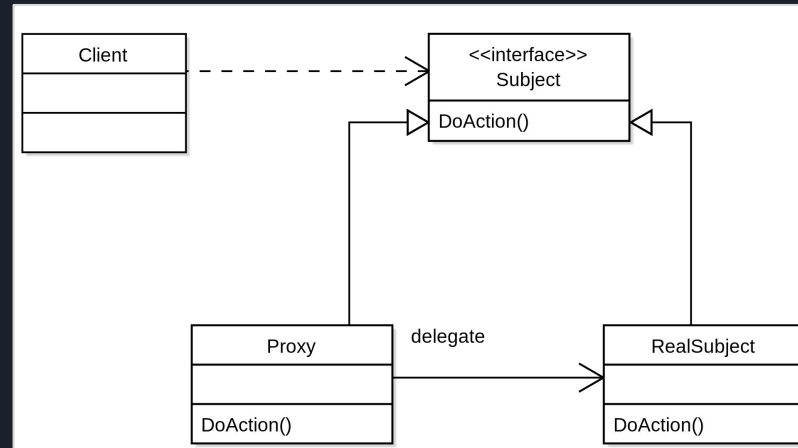 Client
<<interface>>
Subject
DoAction()
delegate
Proxy
RealSubject
DoAction()
DoAction()